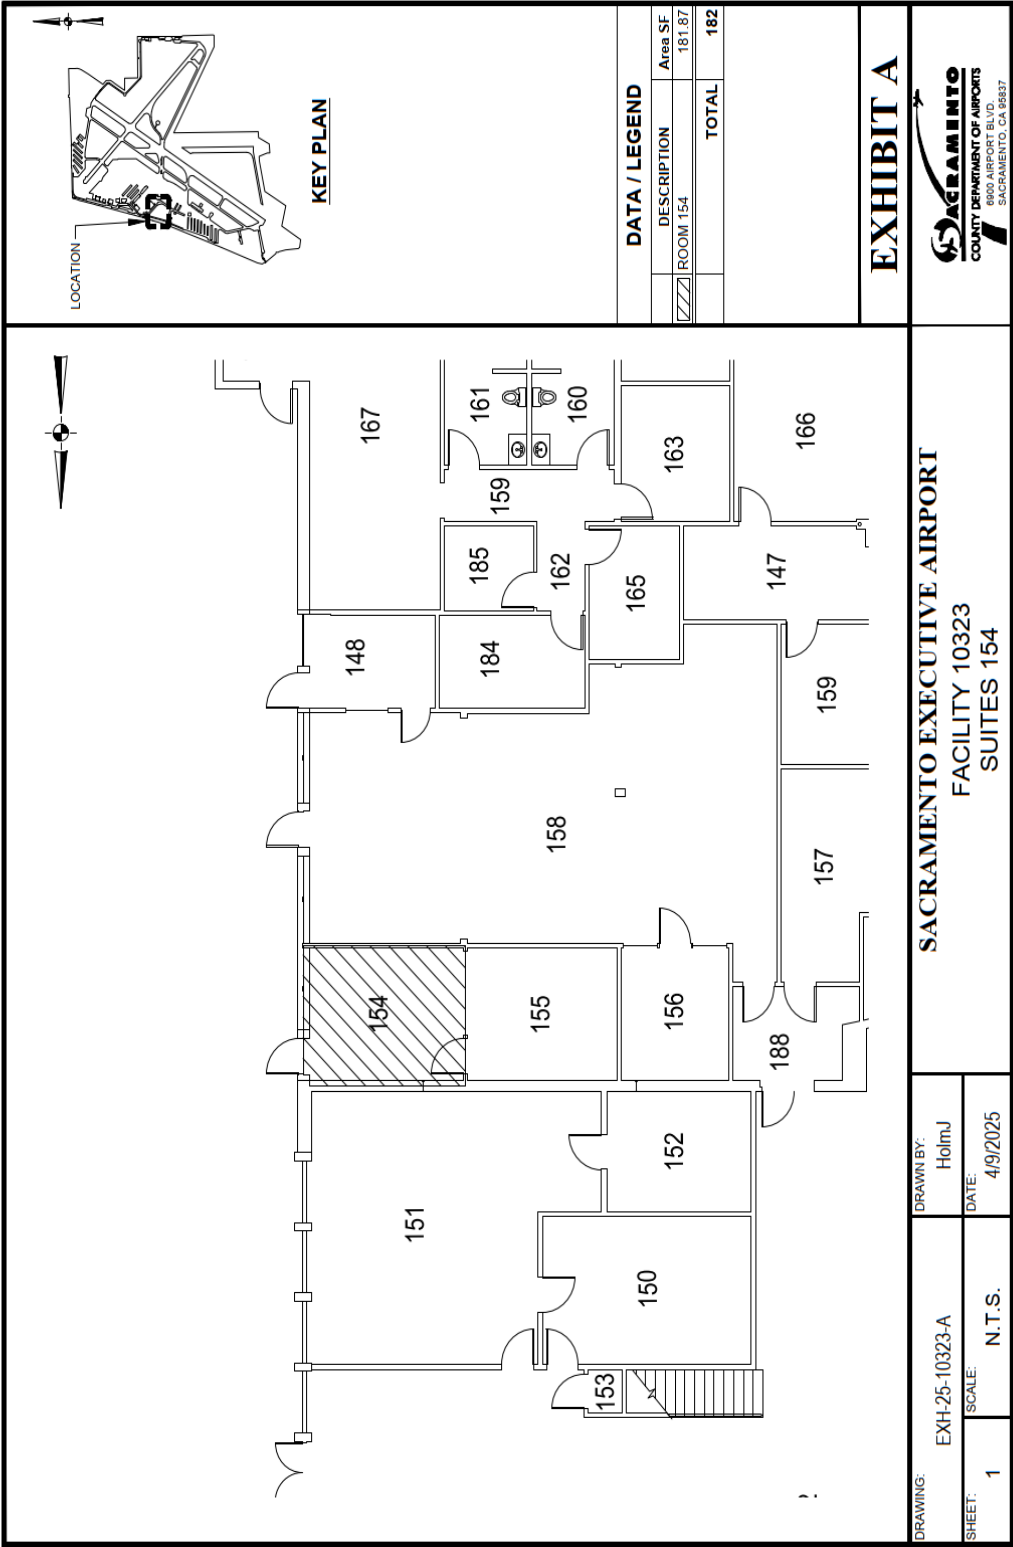 LOCATION
KEY PLAN
DATA / LEGEND
DESCRIPTION Area SF
ROOM 154 181.87
TOTAL 182
EXHIBIT A
SACRAMENTO
COUNTY DEPARTMENT OF AIRPORTS
6900 AIRPORT BLVD.
SACRAMENTO, CA 95837
167
161
160
163
166
159
185
162
165
147
148
184
159
158
157
154
155
156
188
151
152
150
153
SACRAMENTO EXECUTIVE AIRPORT
FACILITY 10323
SUITES 154
DRAWING:
EXH-25-10323-A
DRAWN BY:
HolmJ
SHEET:
1
SCALE:
N.T.S.
DATE:
4/9/2025